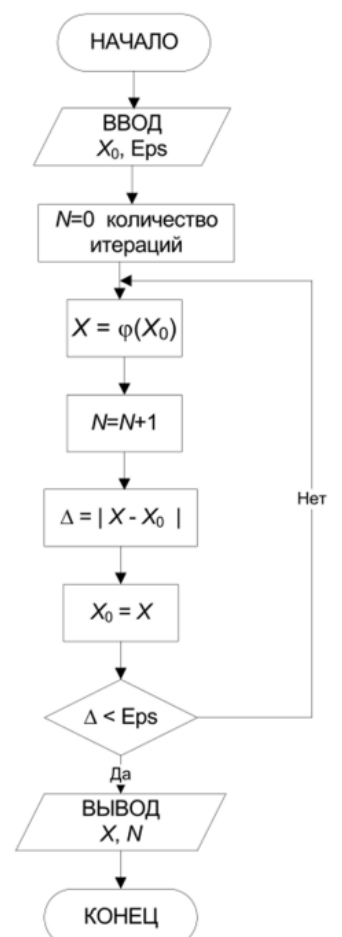 НАЧАЛО
ВВОД
X₀, Eps
N=0 количество
итераций
X = φ(X₀)
N=N+1
Δ = | X - X₀ |
Нет
X₀ = X
Δ < Eps
Да
ВЫВОД
X, N
КОНЕЦ